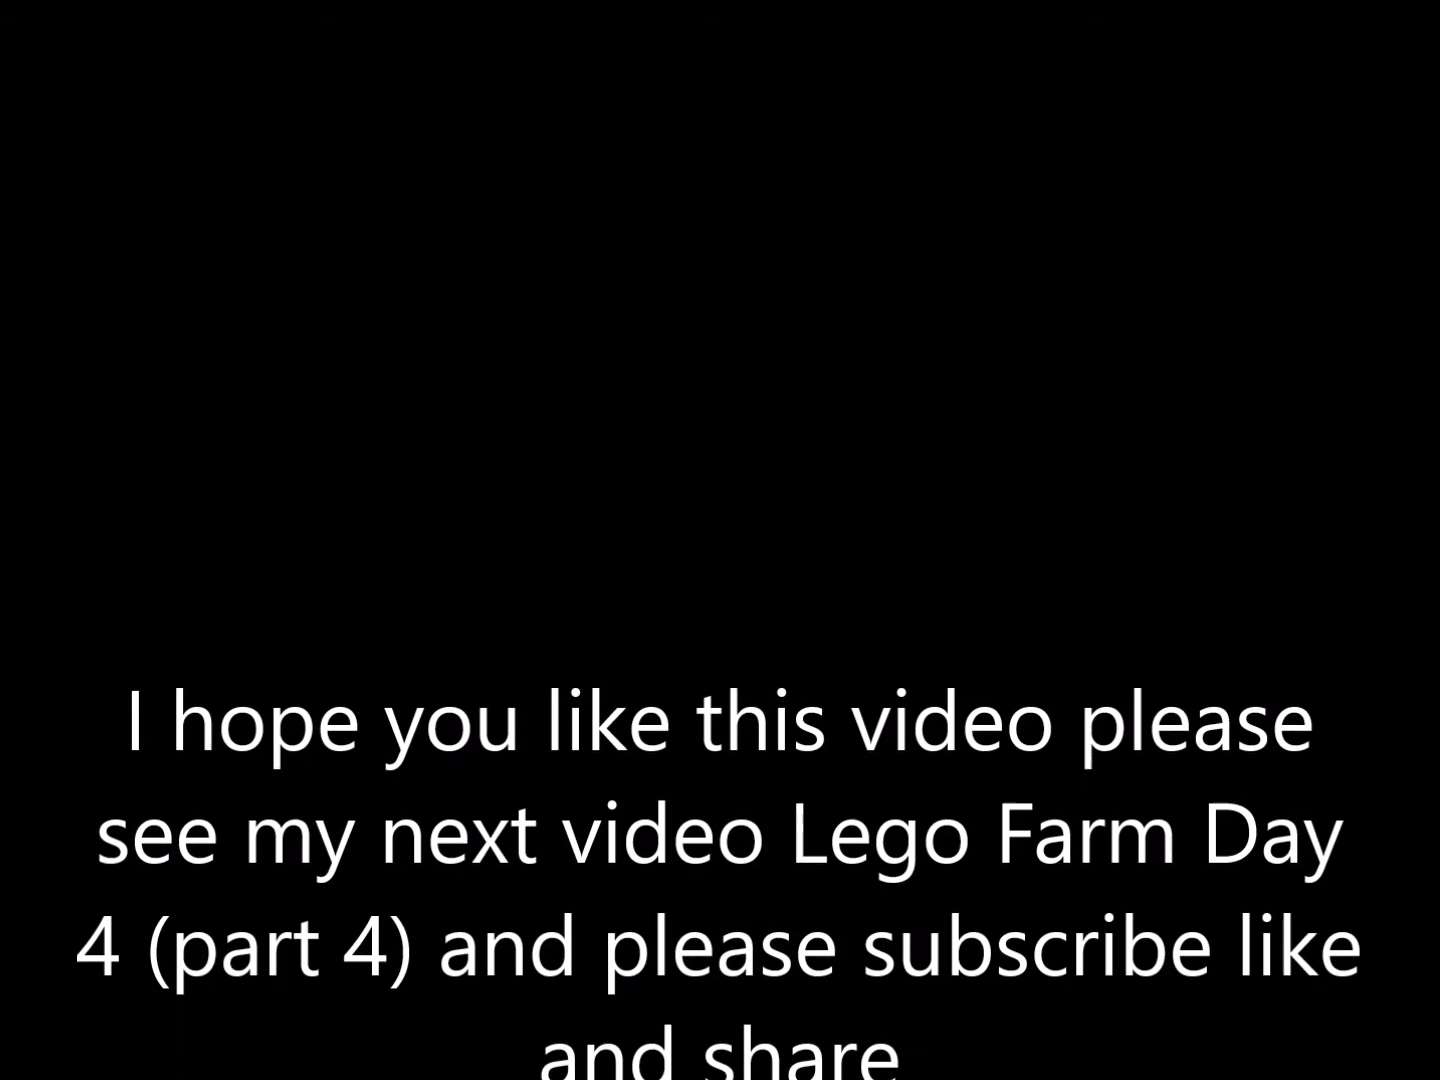 I hope you like this video please
see my next video Lego Farm Day
4 (part 4) and please subscribe like
and share